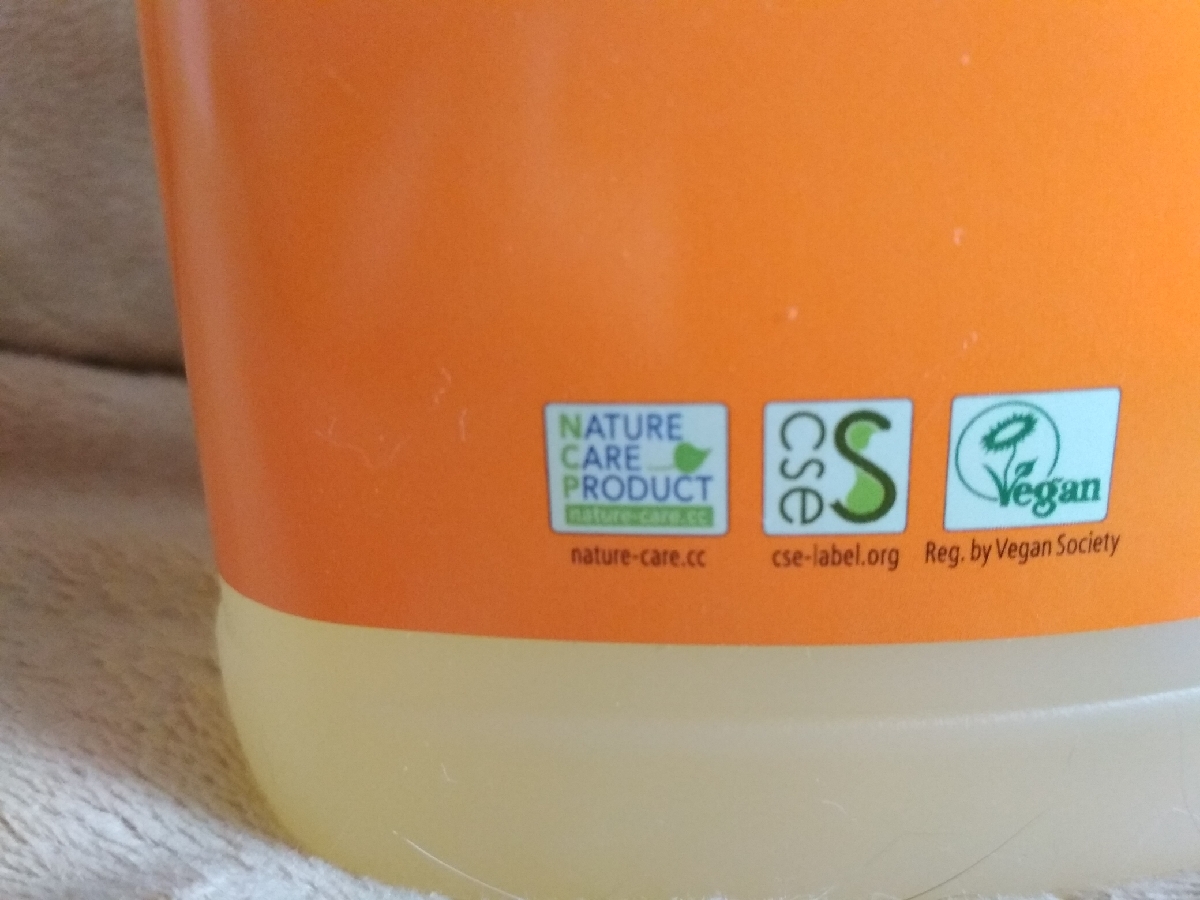 NATURE
CARE
PRODUCT
nature-care.cc
nature-care.cc
cse S
cse-label.org
Vegan
Reg. by Vegan Society